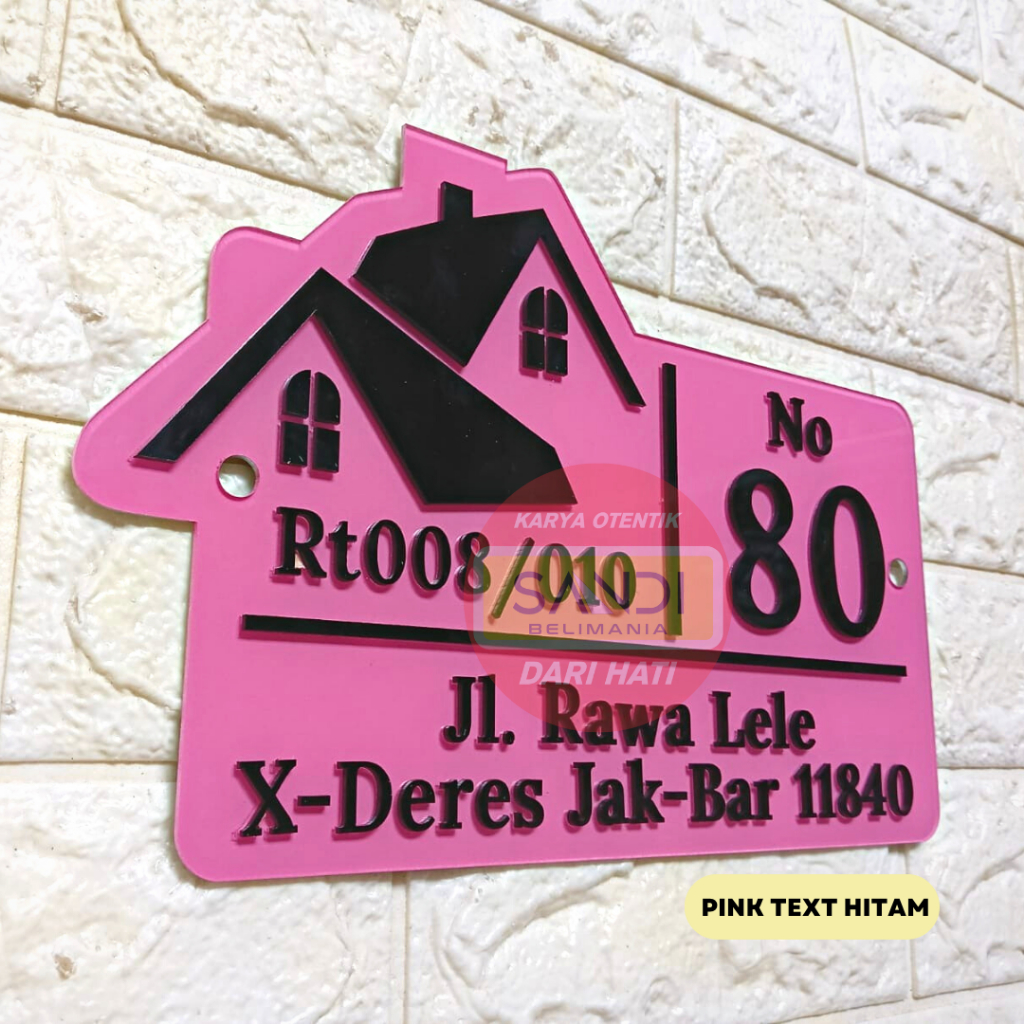 No
80
Rt008/010
Jl. Rawa Lele
X-Deres Jak-Bar 11840
KARYA OTENTIK
SANDI
BELIMANIA
DARI HATI
PINK TEXT HITAM